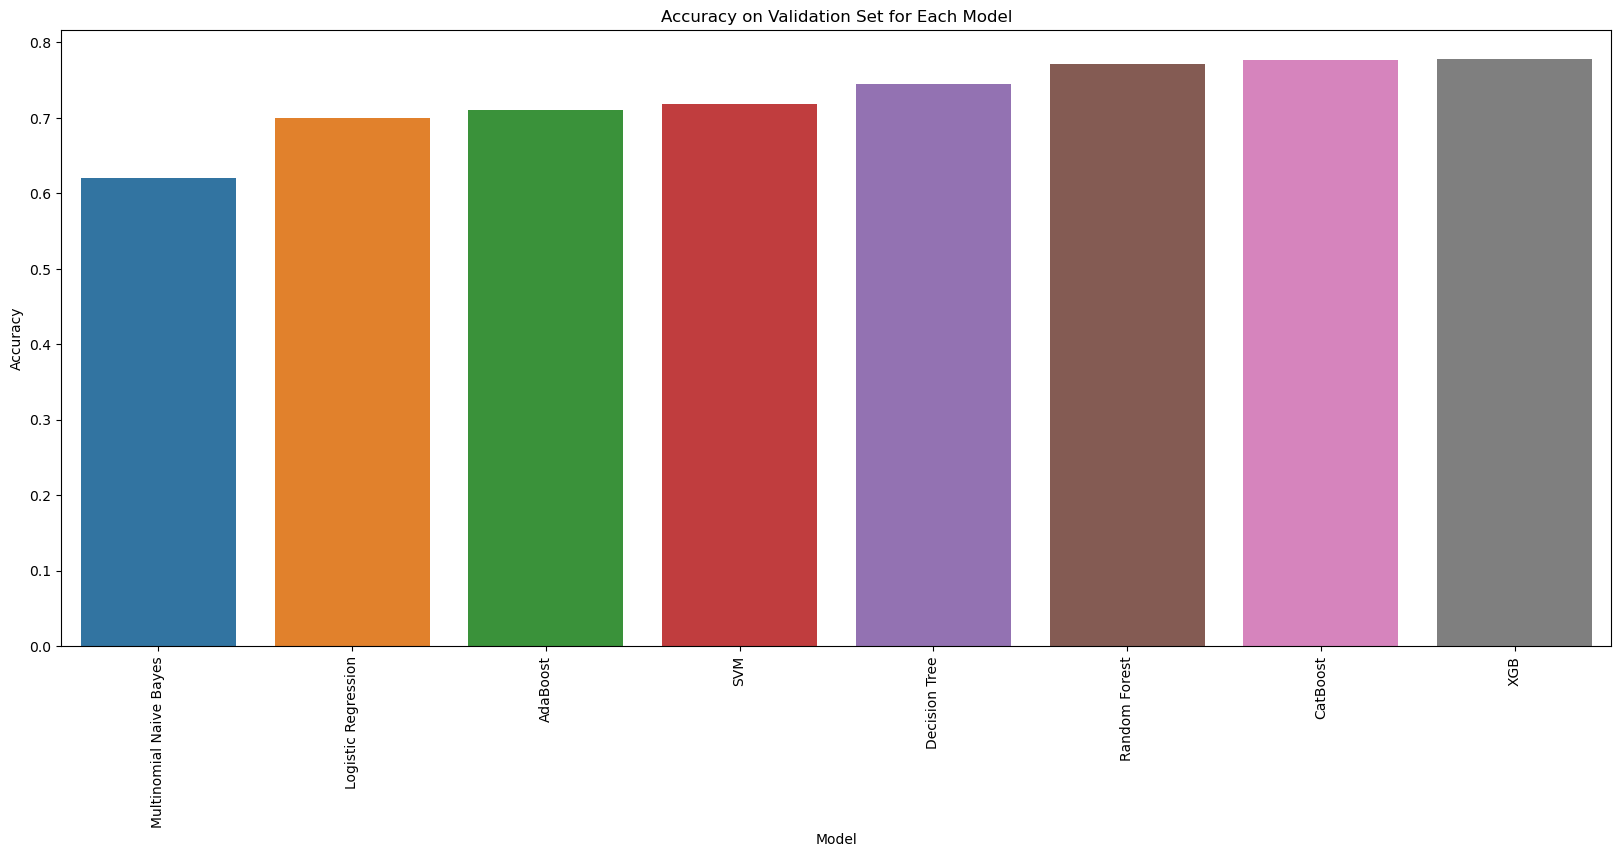 Accuracy on Validation Set for Each Model
0.8
0.7
0.6
0.5
0.4
0.3
0.2
0.1
0.0
Accuracy
Multinomial Naive Bayes
Logistic Regression
AdaBoost
SVM
Decision Tree
Random Forest
CatBoost
XGB
Model